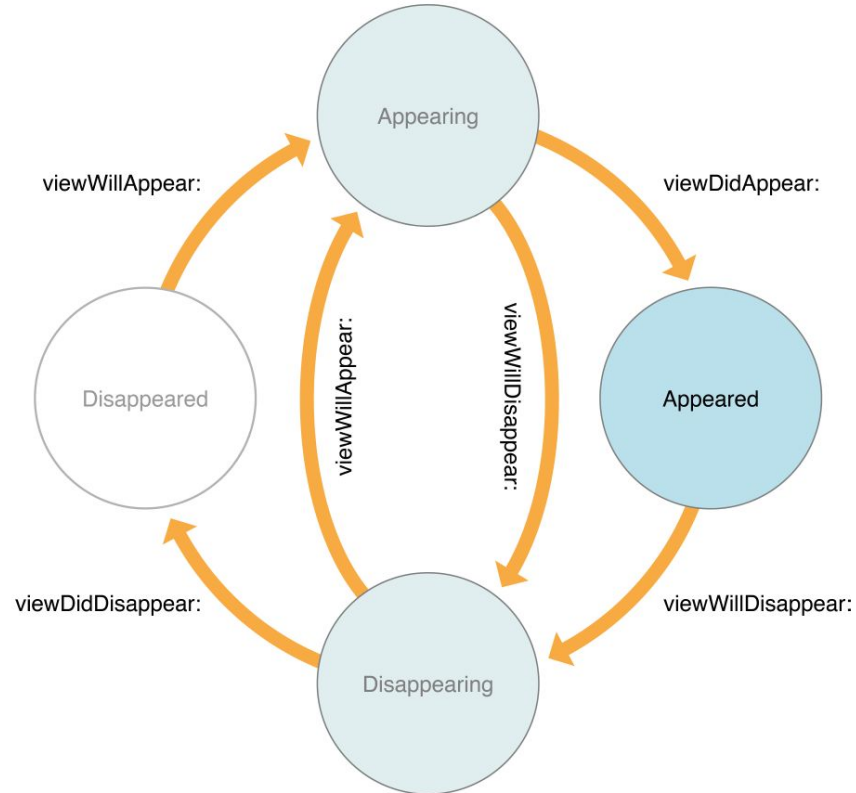 Appearing
viewWillAppear:
viewDidAppear:
viewWillAppear:
viewWillDisappear:
Disappeared
Appeared
viewDidDisappear:
viewWillDisappear:
Disappearing